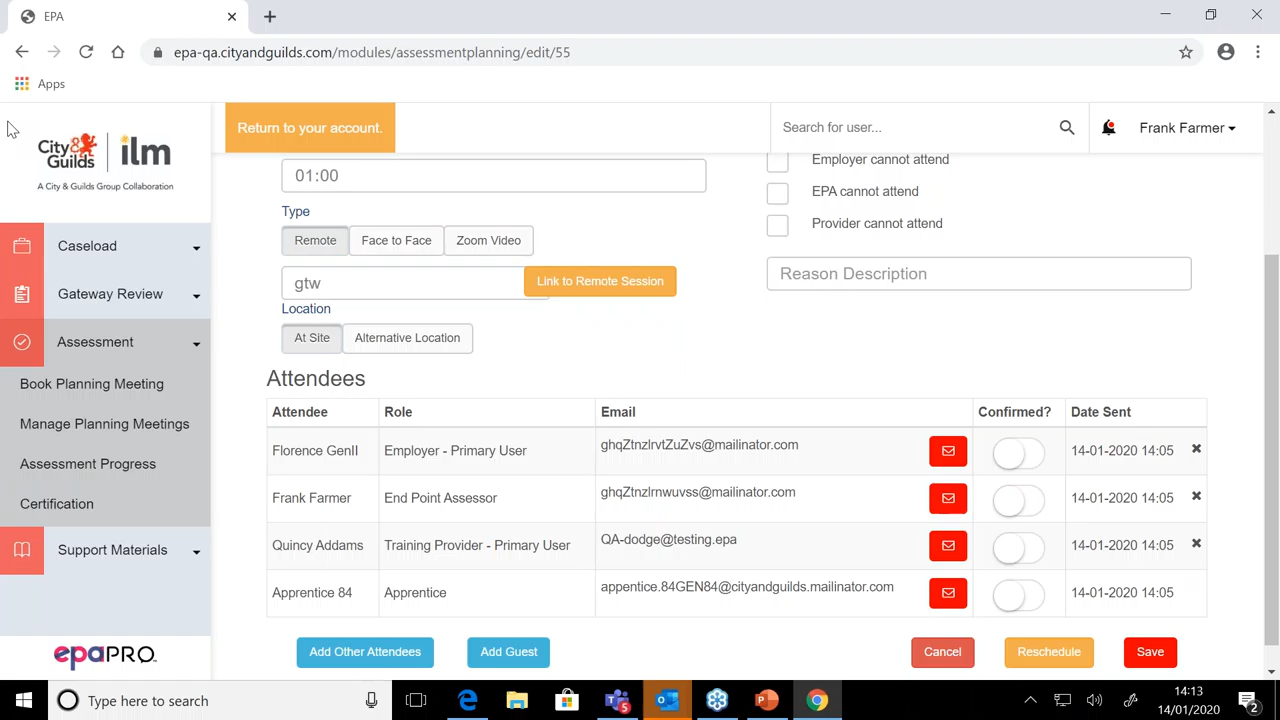 EPA
epa-qa.cityandguilds.com/modules/assessmentplanning/edit/55
Apps
City & Guilds
ilm
A City & Guilds Group Collaboration
Return to your account.
Search for user...
Frank Farmer
Caseload
Gateway Review
Assessment
Book Planning Meeting
Manage Planning Meetings
Assessment Progress
Certification
Support Materials
epaPRO
TM
01:00
Type
Remote Face to Face Zoom Video
gtw Link to Remote Session
Location
At Site Alternative Location
Employer cannot attend
EPA cannot attend
Provider cannot attend
Reason Description
Attendees
Attendee Role Email Confirmed? Date Sent
Florence GenII Employer - Primary User ghqZtnzlrvtZuZvs@mailinator.com 14-01-2020 14:05
Frank Farmer End Point Assessor ghqZtnzlrnwuvss@mailinator.com 14-01-2020 14:05
Quincy Addams Training Provider - Primary User QA-dodge@testing.epa 14-01-2020 14:05
Apprentice 84 Apprentice appentice.84GEN84@cityandguilds.mailinator.com 14-01-2020 14:05
Add Other Attendees Add Guest Cancel Reschedule Save
Type here to search
5
14:13
14/01/2020
2